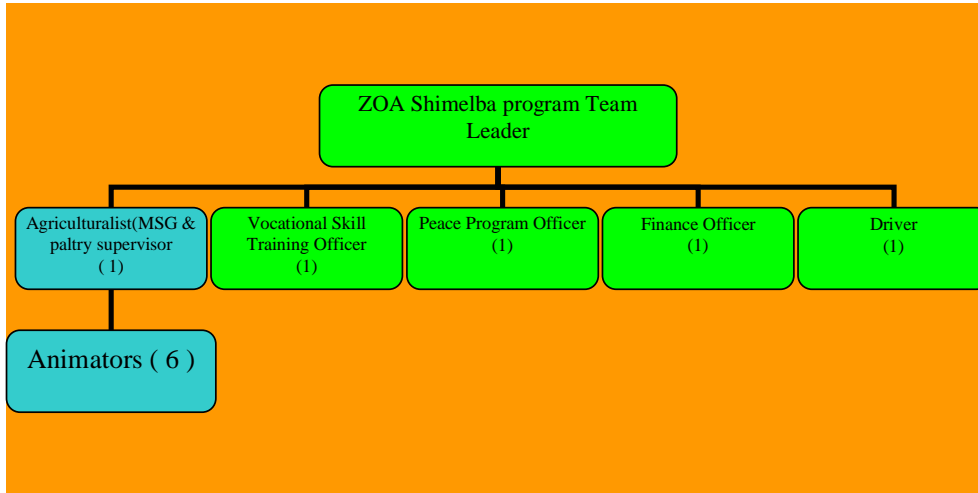 ZOA Shimelba program Team
Leader
Agriculturalist(MSG &
paltry supervisor
( 1)
Vocational Skill
Training Officer
(1)
Peace Program Officer
(1)
Finance Officer
(1)
Driver
(1)
Animators ( 6 )